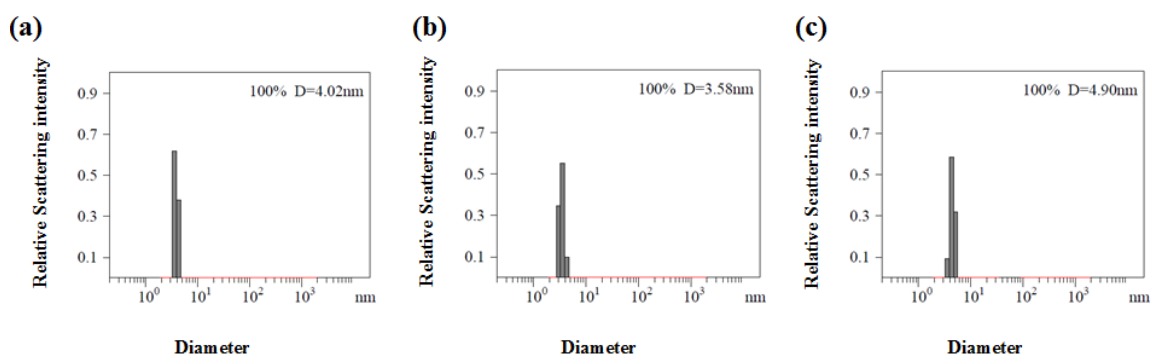 (a)
Relative Scattering intensity
100% D=4.02nm
0.9
0.7
0.5
0.3
0.1
10⁰ 10¹ 10² 10³ nm
Diameter
(b)
Relative Scattering intensity
100% D=3.58nm
0.9
0.7
0.5
0.3
0.1
10⁰ 10¹ 10² 10³ nm
Diameter
(c)
Relative Scattering intensity
100% D=4.90nm
0.9
0.7
0.5
0.3
0.1
10⁰ 10¹ 10² 10³ nm
Diameter